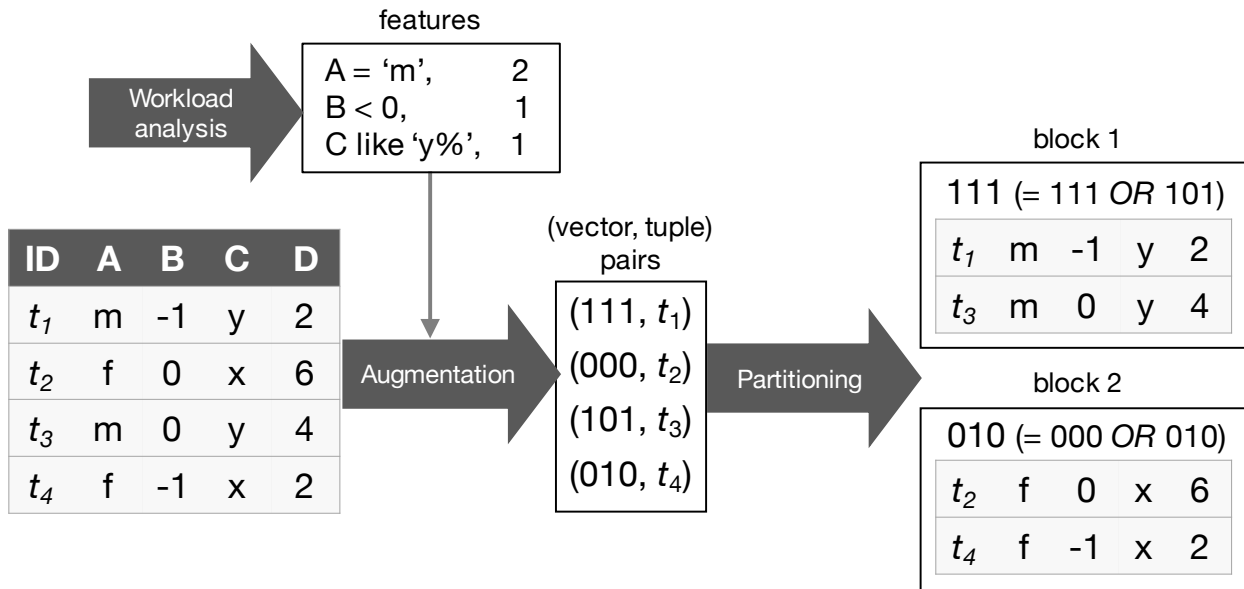 features
A = ‘m’, 2
B < 0, 1
C like ‘y%’, 1
Workload
analysis
ID A B C D
t1 m -1 y 2
t2 f 0 x 6
t3 m 0 y 4
t4 f -1 x 2
Augmentation
(vector, tuple)
pairs
(111, t1)
(000, t2)
(101, t3)
(010, t4)
Partitioning
block 1
111 (= 111 OR 101)
t1 m -1 y 2
t3 m 0 y 4
block 2
010 (= 000 OR 010)
t2 f 0 x 6
t4 f -1 x 2